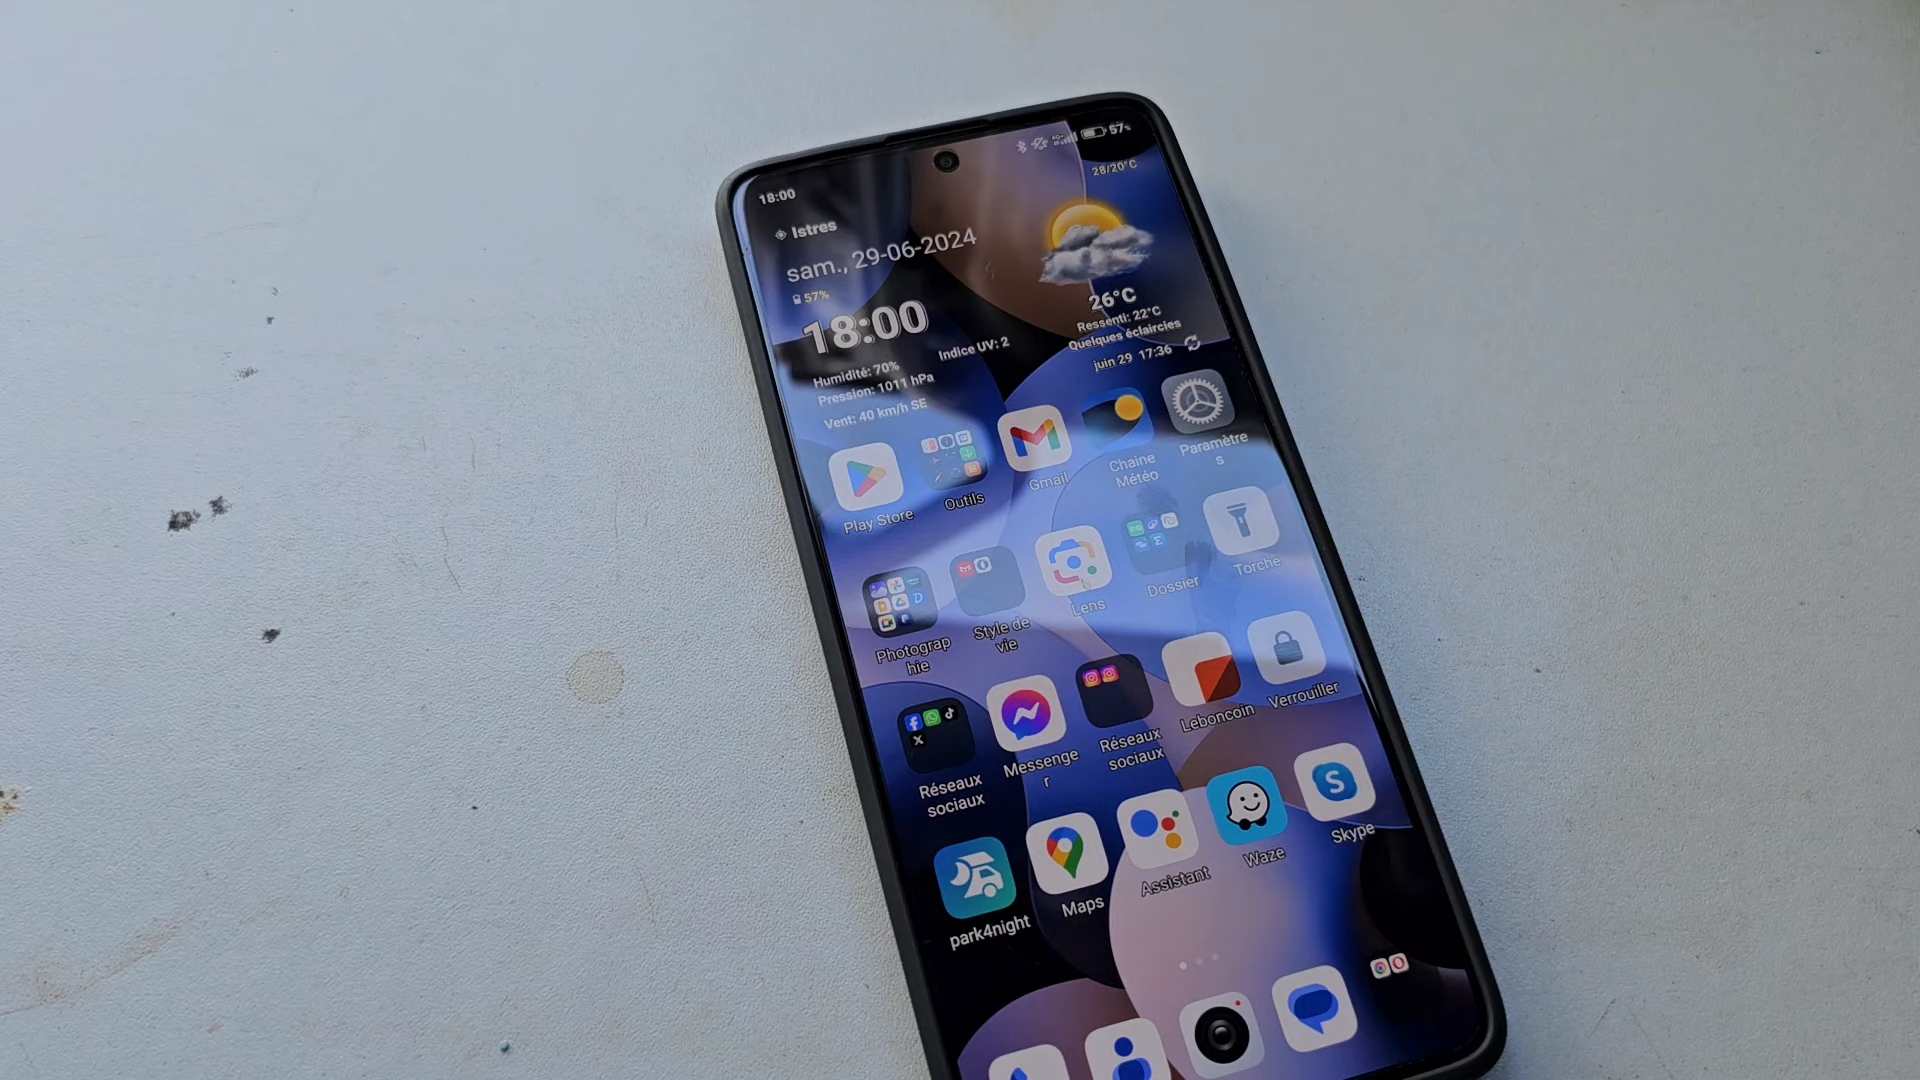 57%
28/20°C
18:00
Istres
sam., 29-06-2024
57%
18:00
26°C
Ressenti: 22°C
Quelques éclaircies
juin 29 17:36
Indice UV: 2
Humidité: 70%
Pression: 1011 hPa
Vent: 40 km/h SE
Play Store
Outils
Gmail
Chaine
Météo
Paramètre
s
Photograp
hie
Style de
vie
Lens
Dossier
Torche
Réseaux
sociaux
Messenge
r
Réseaux
sociaux
Leboncoin
Verrouiller
park4night
Maps
Assistant
Waze
Skype